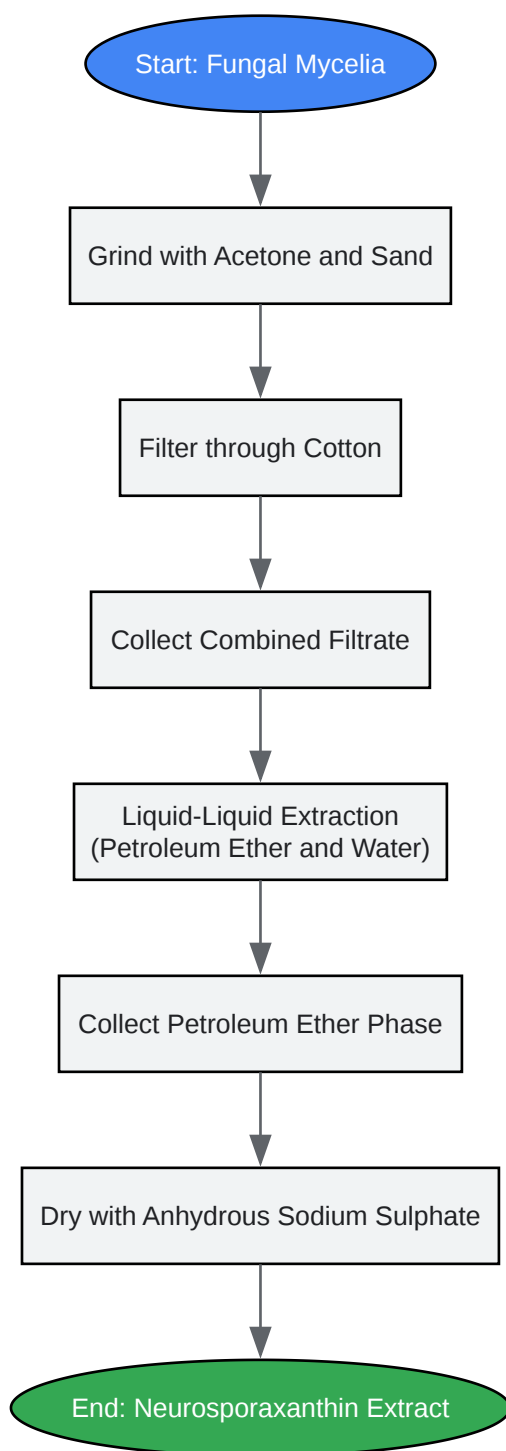 Start: Fungal Mycelia
Grind with Acetone and Sand
Filter through Cotton
Collect Combined Filtrate
Liquid-Liquid Extraction
(Petroleum Ether and Water)
Collect Petroleum Ether Phase
Dry with Anhydrous Sodium Sulphate
End: Neurosporaxanthin Extract